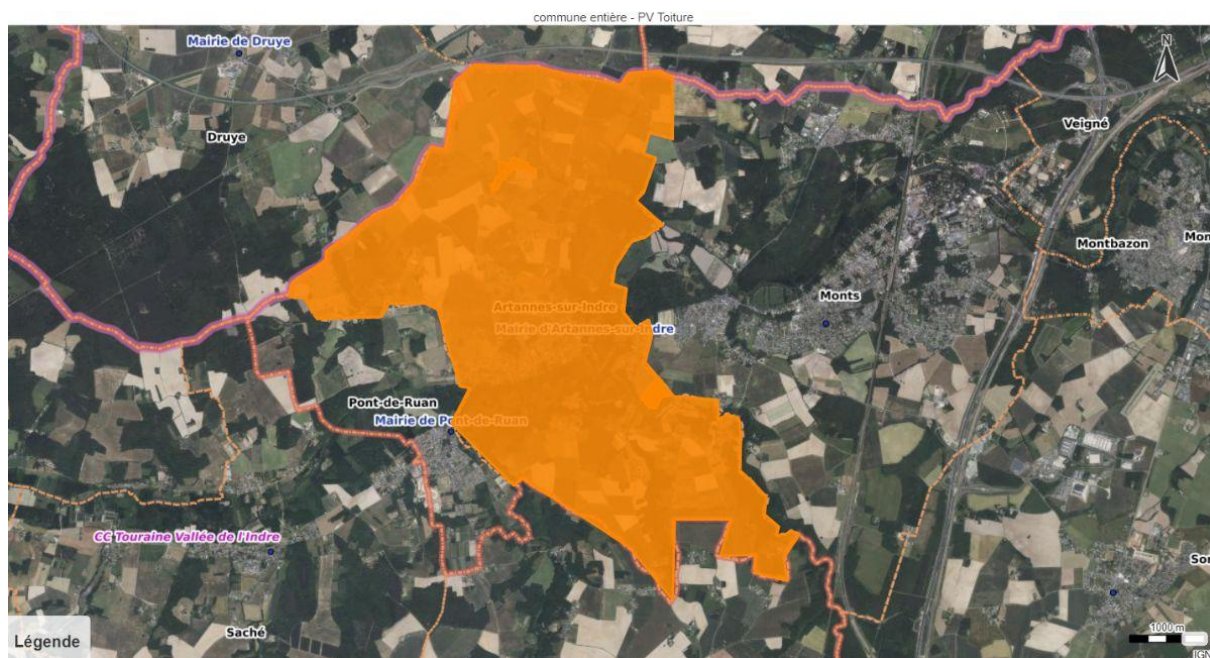 commune entière - PV Toiture
Mairie de Druye
N
Druye
Veigné
Montbazon
Mon
Artannes-sur-Indre
Monts
Mairie d'Artannes-sur-Indre
Pont-de-Ruan
Mairie de Pont-de-Ruan
CC Touraine Vallée de l'Indre
Sor
Saché
Légende
1000 m
IGN